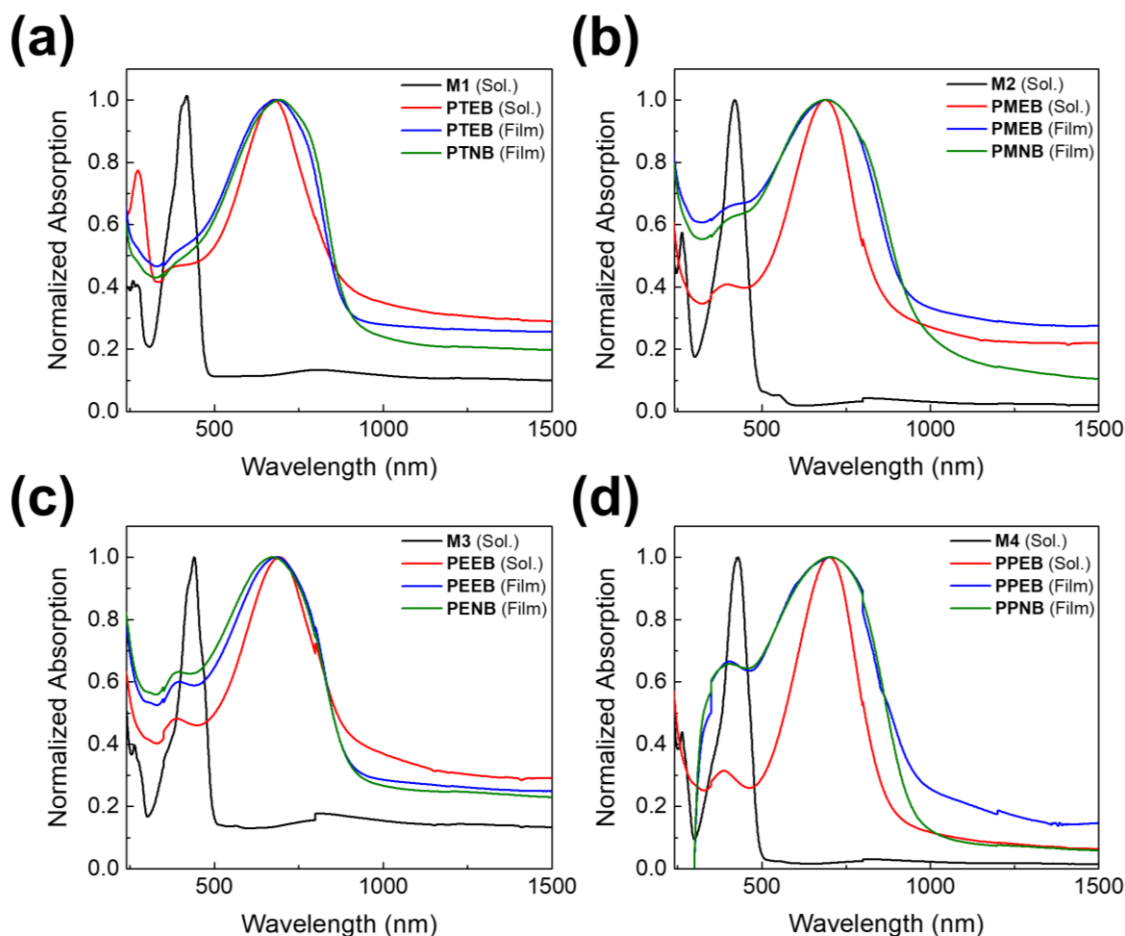 (a)
M1 (Sol.)
PTEB (Sol.)
PTEB (Film)
PTNB (Film)
Normalized Absorption
1.0
0.8
0.6
0.4
0.2
0.0
500 1000 1500
Wavelength (nm)
(b)
M2 (Sol.)
PMEB (Sol.)
PMEB (Film)
PMNB (Film)
Normalized Absorption
1.0
0.8
0.6
0.4
0.2
0.0
500 1000 1500
Wavelength (nm)
(c)
M3 (Sol.)
PEEB (Sol.)
PEEB (Film)
PENB (Film)
Normalized Absorption
1.0
0.8
0.6
0.4
0.2
0.0
500 1000 1500
Wavelength (nm)
(d)
M4 (Sol.)
PPEB (Sol.)
PPEB (Film)
PPNB (Film)
Normalized Absorption
1.0
0.8
0.6
0.4
0.2
0.0
500 1000 1500
Wavelength (nm)